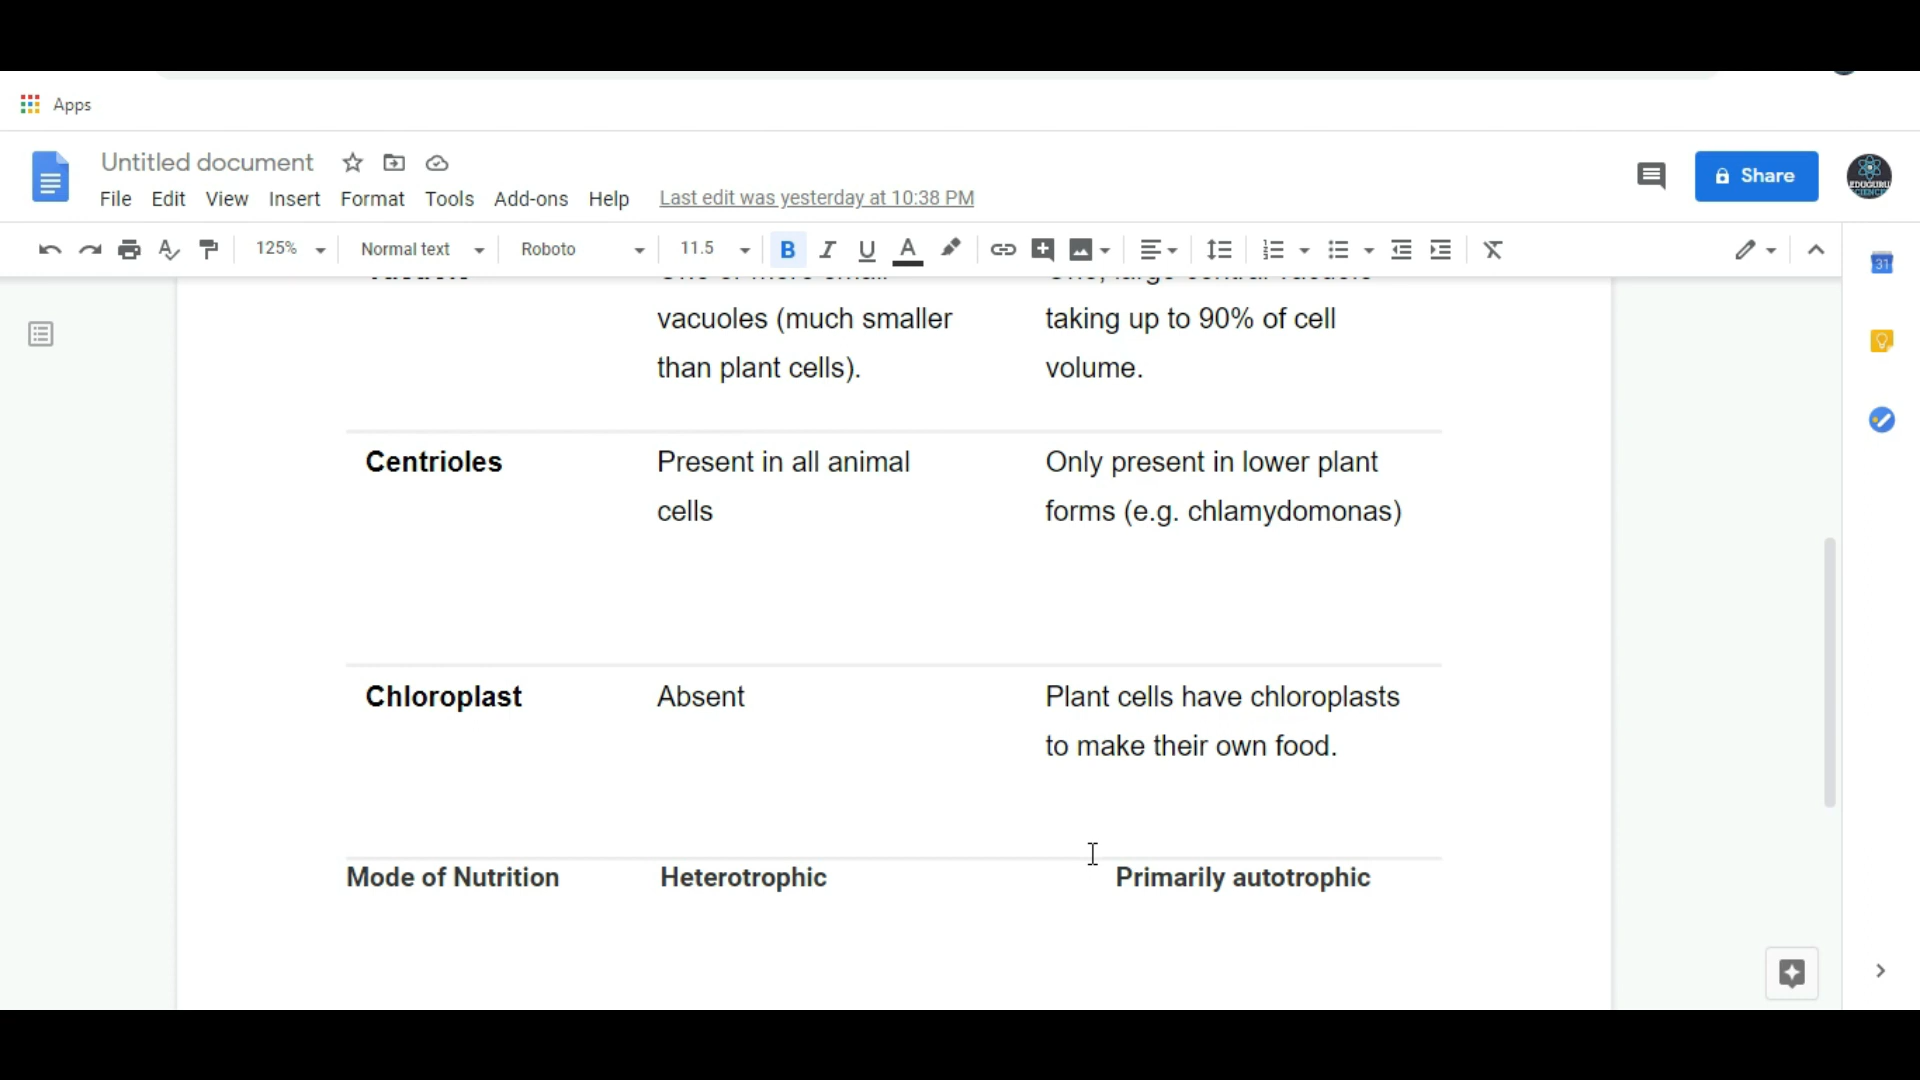 Apps
Untitled document
File Edit View Insert Format Tools Add-ons Help Last edit was yesterday at 10:38 PM
Share
EDUGURU
SCIENCE
125% Normal text Roboto 11.5 B I U A
31
vacuoles (much smaller taking up to 90% of cell
than plant cells). volume.
Centrioles Present in all animal Only present in lower plant
cells forms (e.g. chlamydomonas)
Chloroplast Absent Plant cells have chloroplasts
to make their own food.
Mode of Nutrition Heterotrophic Primarily autotrophic